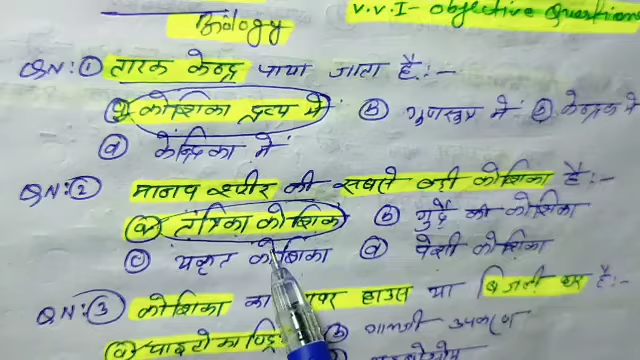 V.V.I- objective Question
Biology
QN:① तारक केन्द्र पाया जाता है:-
ⓐ कोशिका द्रव्य में ⓑ गुणसूत्र में ⓒ केन्द्रक में
ⓓ केन्द्रिका में
QN:② मानव शरीर की सबसे बड़ी कोशिका है:-
ⓐ तंत्रिका कोशिका ⓑ गुर्दे की कोशिका
ⓒ यकृत कोशिका ⓓ पेशी कोशिका
QN:③ कोशिका का पावर हाउस या बिजली घर है:-
ⓐ माइटोकाण्ड्रि ⓑ गाल्जी उपकरण